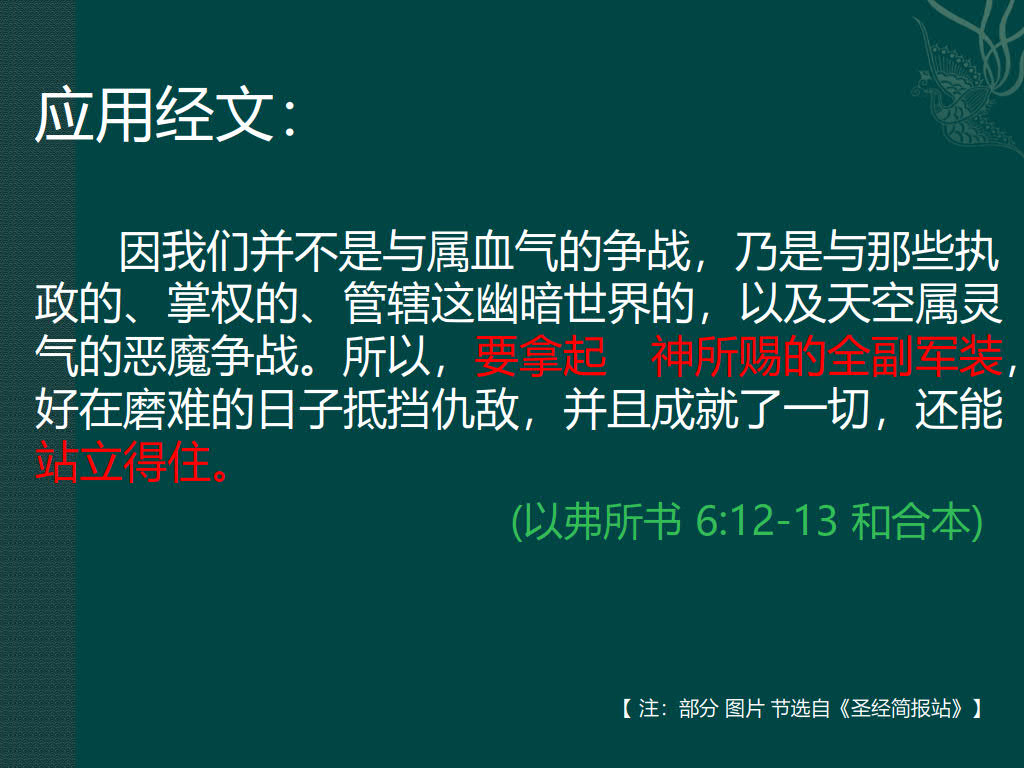 应用经文：
因我们并不是与属血气的争战，乃是与那些执
政的、掌权的、管辖这幽暗世界的，以及天空属灵
气的恶魔争战。所以，要拿起　神所赐的全副军装，
好在磨难的日子抵挡仇敌，并且成就了一切，还能
站立得住。
(以弗所书 6:12-13 和合本)
【 注：部分 图片 节选自《圣经简报站》】